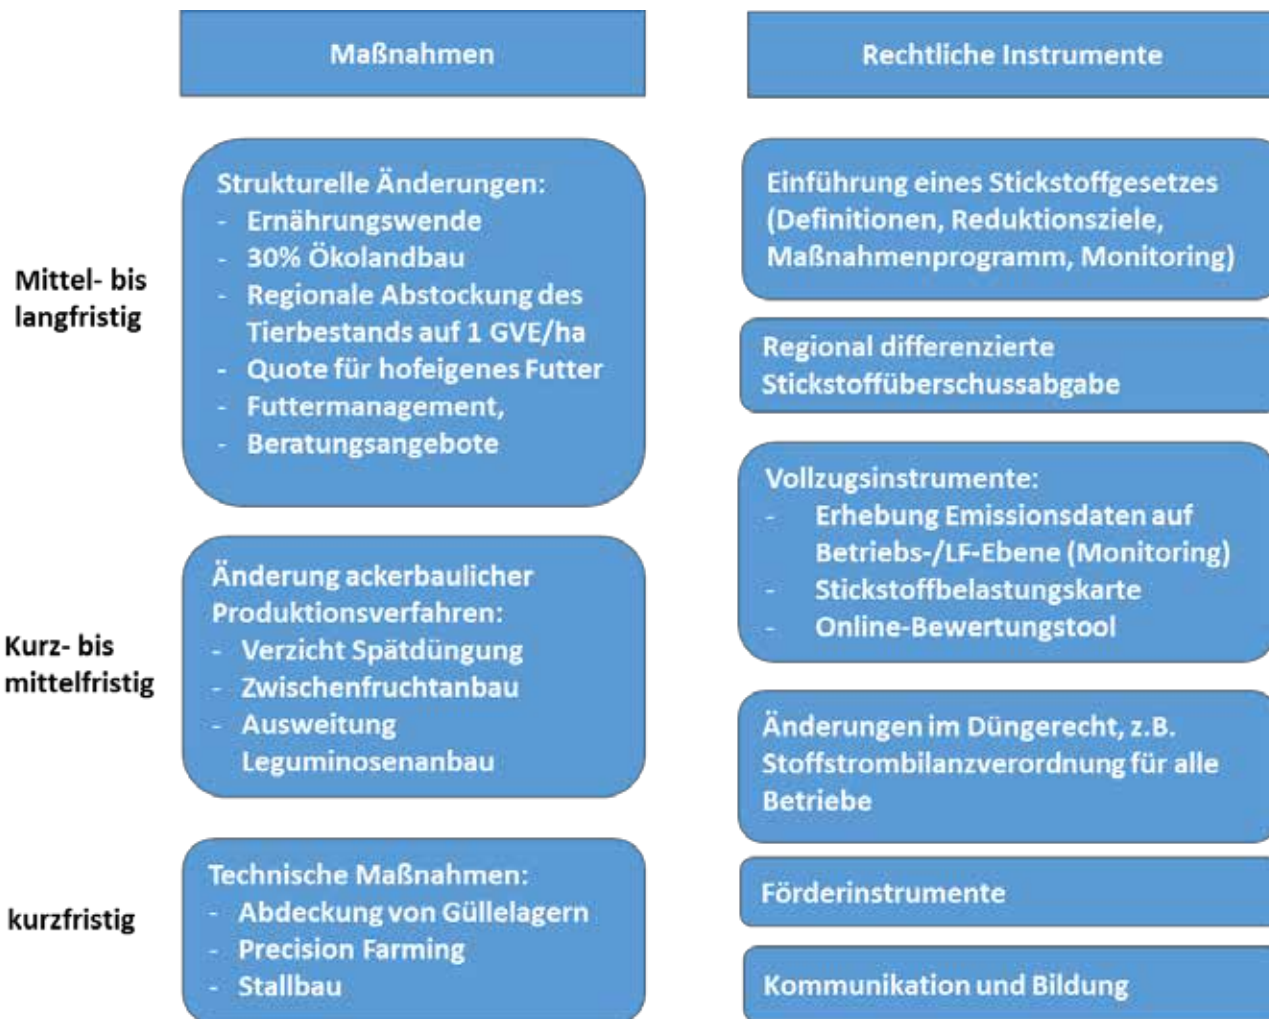 Maßnahmen
Rechtliche Instrumente
Mittel- bis
langfristig
Strukturelle Änderungen:
- Ernährungswende
- 30% Ökolandbau
- Regionale Abstockung des
Tierbestands auf 1 GVE/ha
- Quote für hofeigenes Futter
- Futtermanagement,
- Beratungsangebote
Einführung eines Stickstoffgesetzes
(Definitionen, Reduktionsziele,
Maßnahmenprogramm, Monitoring)
Regional differenzierte
Stickstoffüberschussabgabe
Kurz- bis
mittelfristig
Änderung ackerbaulicher
Produktionsverfahren:
- Verzicht Spätdüngung
- Zwischenfruchtanbau
- Ausweitung
Leguminosenanbau
Vollzugsinstrumente:
- Erhebung Emissionsdaten auf
Betriebs-/LF-Ebene (Monitoring)
- Stickstoffbelastungskarte
- Online-Bewertungstool
Änderungen im Düngerecht, z.B.
Stoffstrombilanzverordnung für alle
Betriebe
kurzfristig
Technische Maßnahmen:
- Abdeckung von Güllelagern
- Precision Farming
- Stallbau
Förderinstrumente
Kommunikation und Bildung